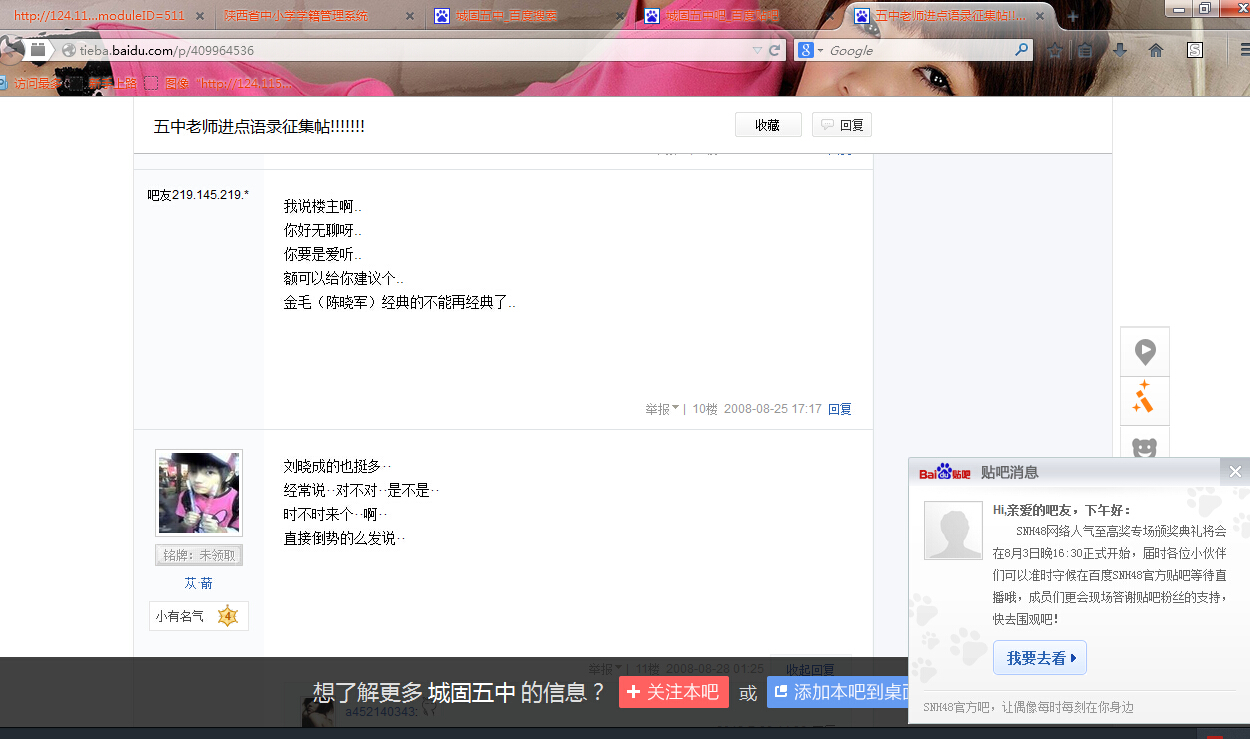 http://124.11...moduleID=511
陕西省中小学学籍管理系统
城固五中_百度搜索
城固五中吧_百度贴吧
五中老师进点语录征集帖!!!...
tieba.baidu.com/p/409964536
Google
访问最多
新手上路
图像 "http://124.115...
五中老师进点语录征集帖!!!!!!!
收藏
回复
吧友219.145.219.*
我说楼主啊..
你好无聊呀..
你要是爱听..
额可以给你建议个..
金毛（陈晓军）经典的不能再经典了..
举报 | 10楼 2008-08-25 17:17 回复
刘晓成的也挺多··
经常说··对不对··是不是··
时不时来个··啊··
直接倒势的么发说··
铭牌：未领取
苡·葥
小有名气 4
举报 | 11楼 2008-08-28 01:25 收起回复
想了解更多 城固五中 的信息？ + 关注本吧 或 添加本吧到桌面
a452140343:
Bai贴吧 贴吧消息
Hi,亲爱的吧友，下午好：
SNH48网络人气至高奖专场颁奖典礼将会
在8月3日晚16:30正式开始，届时各位小伙伴
们可以准时守候在百度SNH48官方贴吧等待直
播哦，成员们更会现场答谢贴吧粉丝的支持，
快去围观吧！
我要去看
SNH48官方吧，让偶像每时每刻在你身边